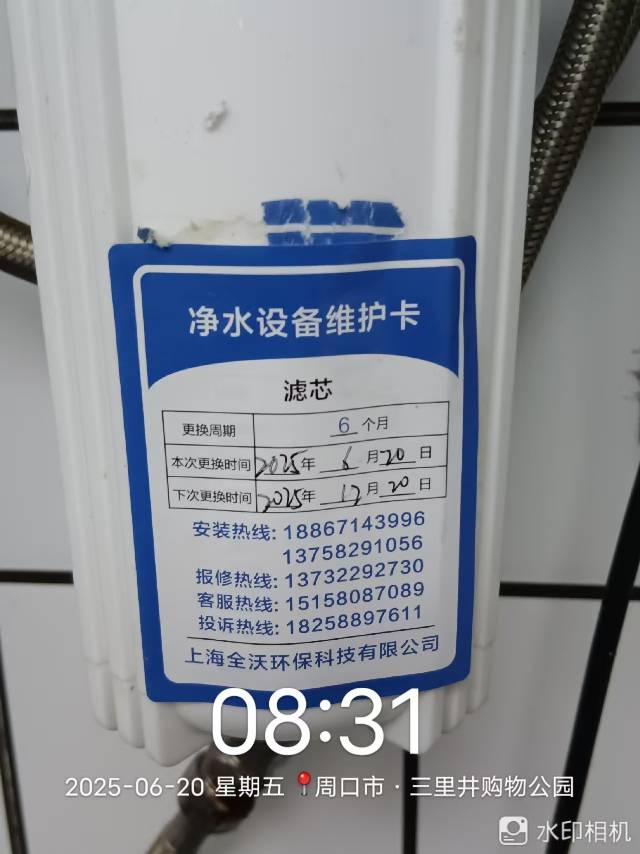 净水设备维护卡
滤芯
更换周期 6 个月
本次更换时间 2025年 6 月 20 日
下次更换时间 2025年 12 月 20 日
安装热线: 18867143996
13758291056
报修热线: 13732292730
客服热线: 15158087089
投诉热线: 18258897611
上海全沃环保科技有限公司
08:31
2025-06-20 星期五 周口市·三里井购物公园
水印相机